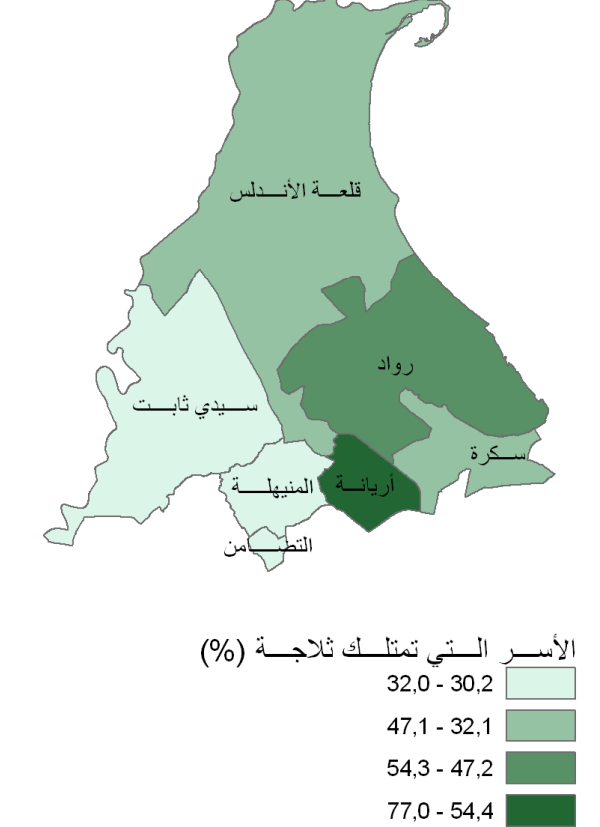 قلعة الأندلس
رواد
سيدي ثابت
سكرة
المنيهلة
أريانة
التضامن
الأسر التي تمتلك ثلاجة (%)
32,0 - 30,2
47,1 - 32,1
54,3 - 47,2
77,0 - 54,4